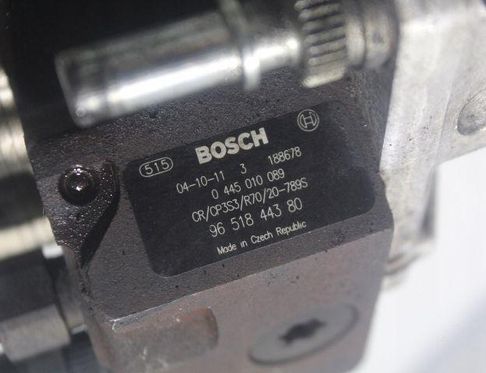 515 BOSCH
04-10-11 3 188678
0 445 010 089
CR/CP3S3/R70/20-789S
96 518 443 80
Made in Czech Republic